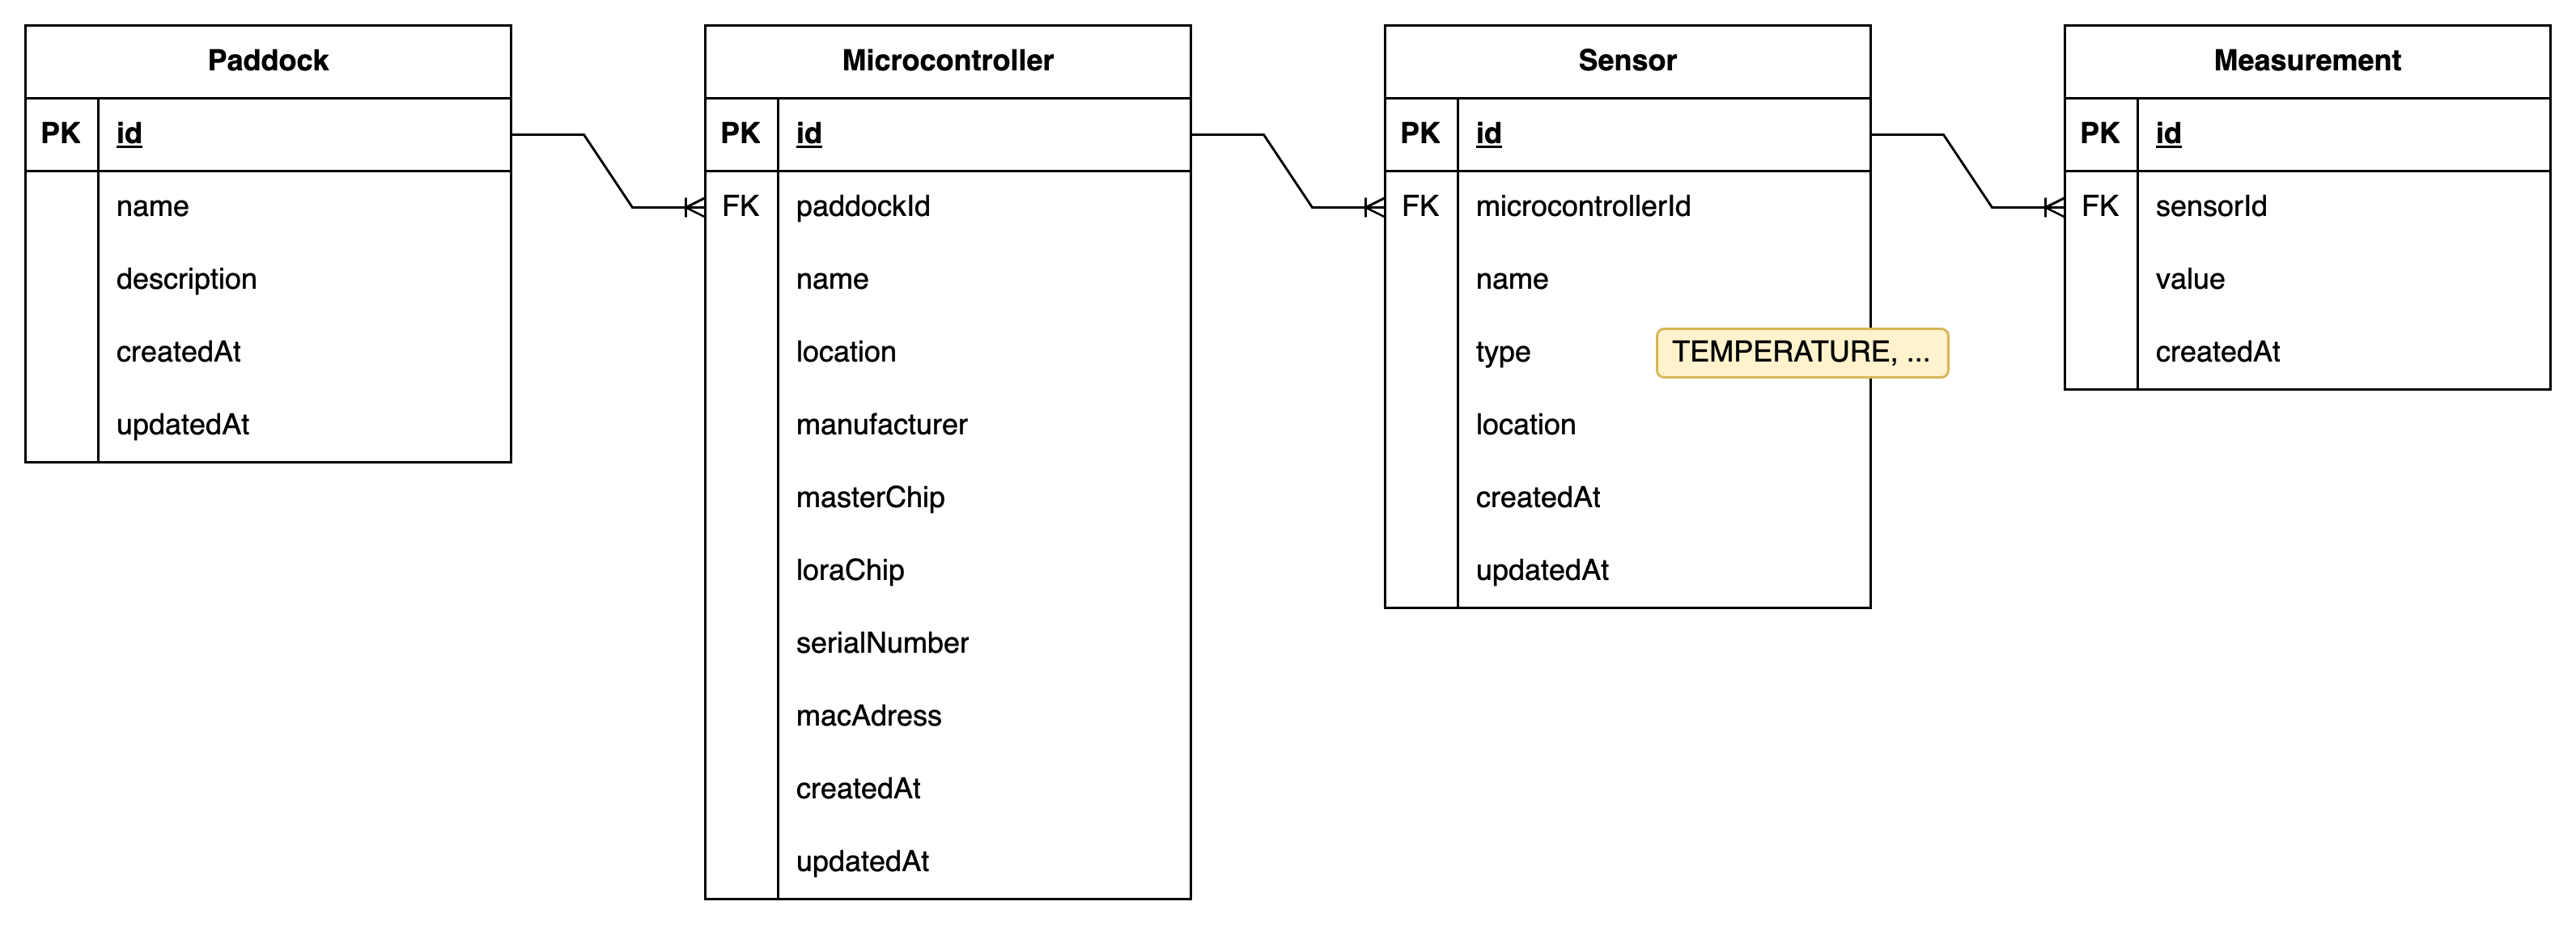 Paddock
PK id
name
description
createdAt
updatedAt
Microcontroller
PK id
FK paddockId
name
location
manufacturer
masterChip
loraChip
serialNumber
macAdress
createdAt
updatedAt
Sensor
PK id
FK microcontrollerId
name
type TEMPERATURE, ...
location
createdAt
updatedAt
Measurement
PK id
FK sensorId
value
createdAt